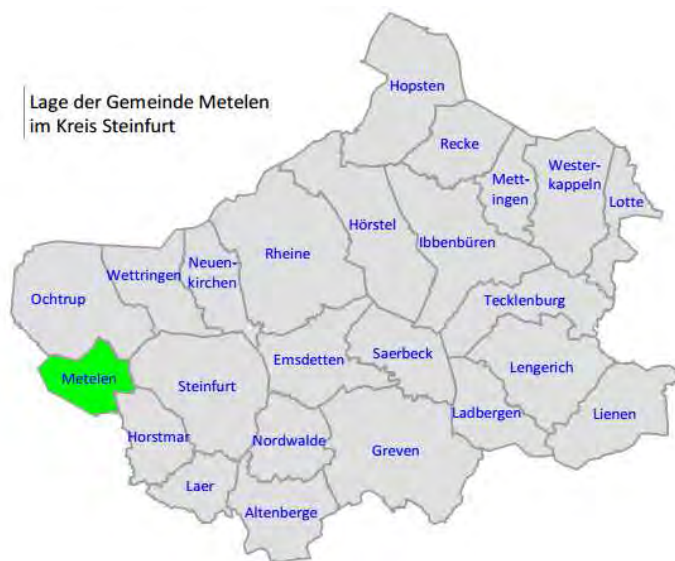 Lage der Gemeinde Metelen
im Kreis Steinfurt
Hopsten
Recke
Wester-
kappeln
Mett-
ingen
Lotte
Hörstel
Ibbenbüren
Rheine
Neuen-
kirchen
Wettringen
Ochtrup
Tecklenburg
Emsdetten
Saerbeck
Lengerich
Metelen
Steinfurt
Ladbergen
Lienen
Horstmar
Nordwalde
Greven
Laer
Altenberge